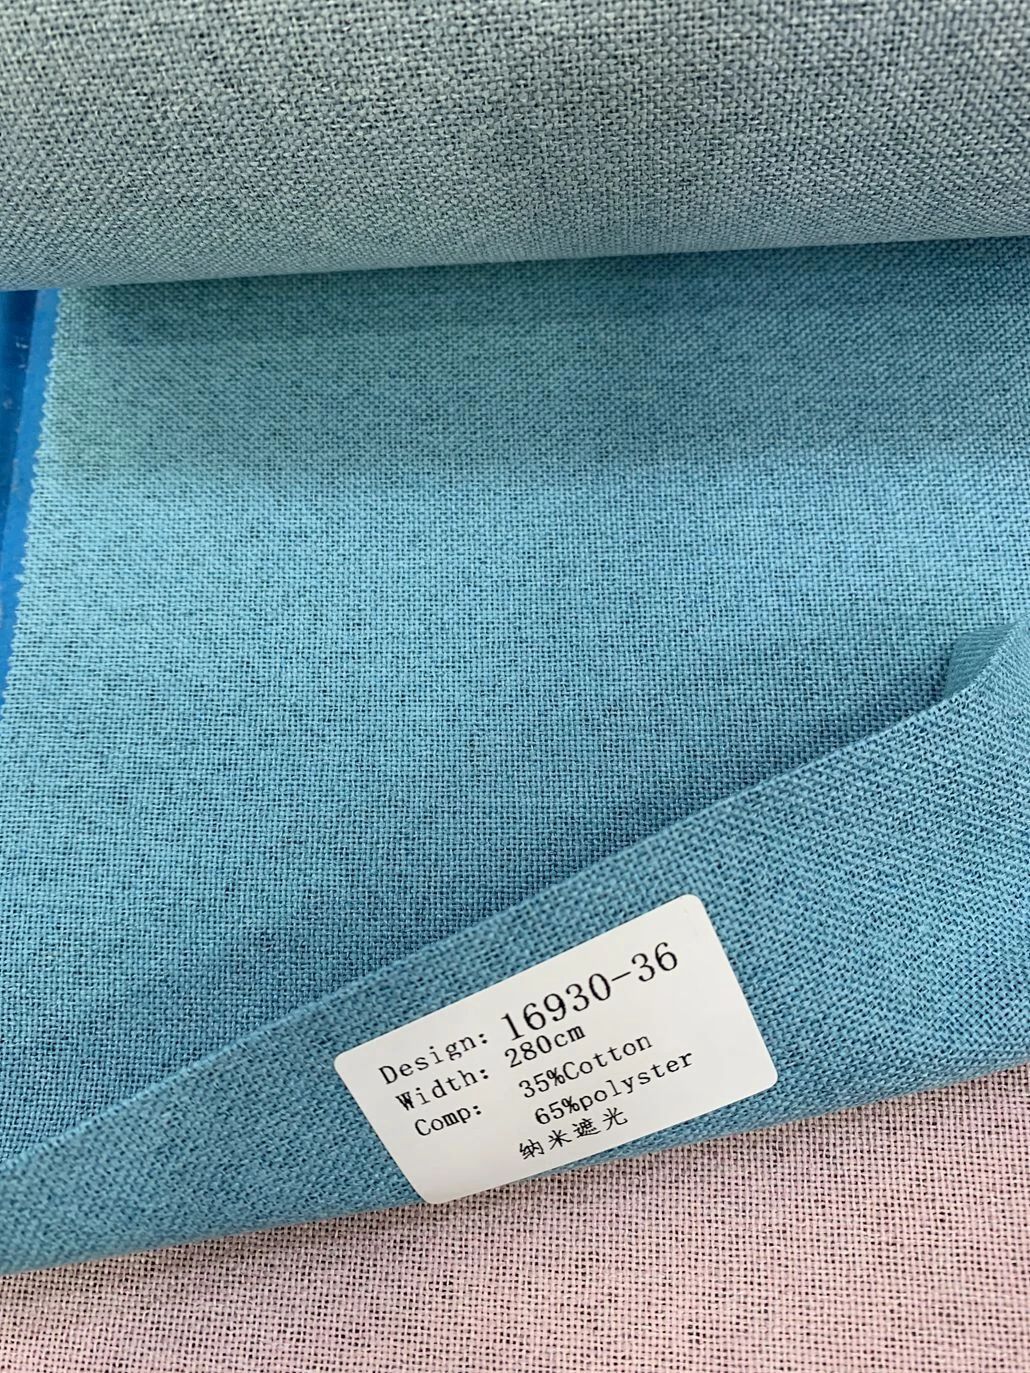 Design: 16930-36
Width: 280cm
Comp: 35%Cotton
65%polyster
纳米遮光